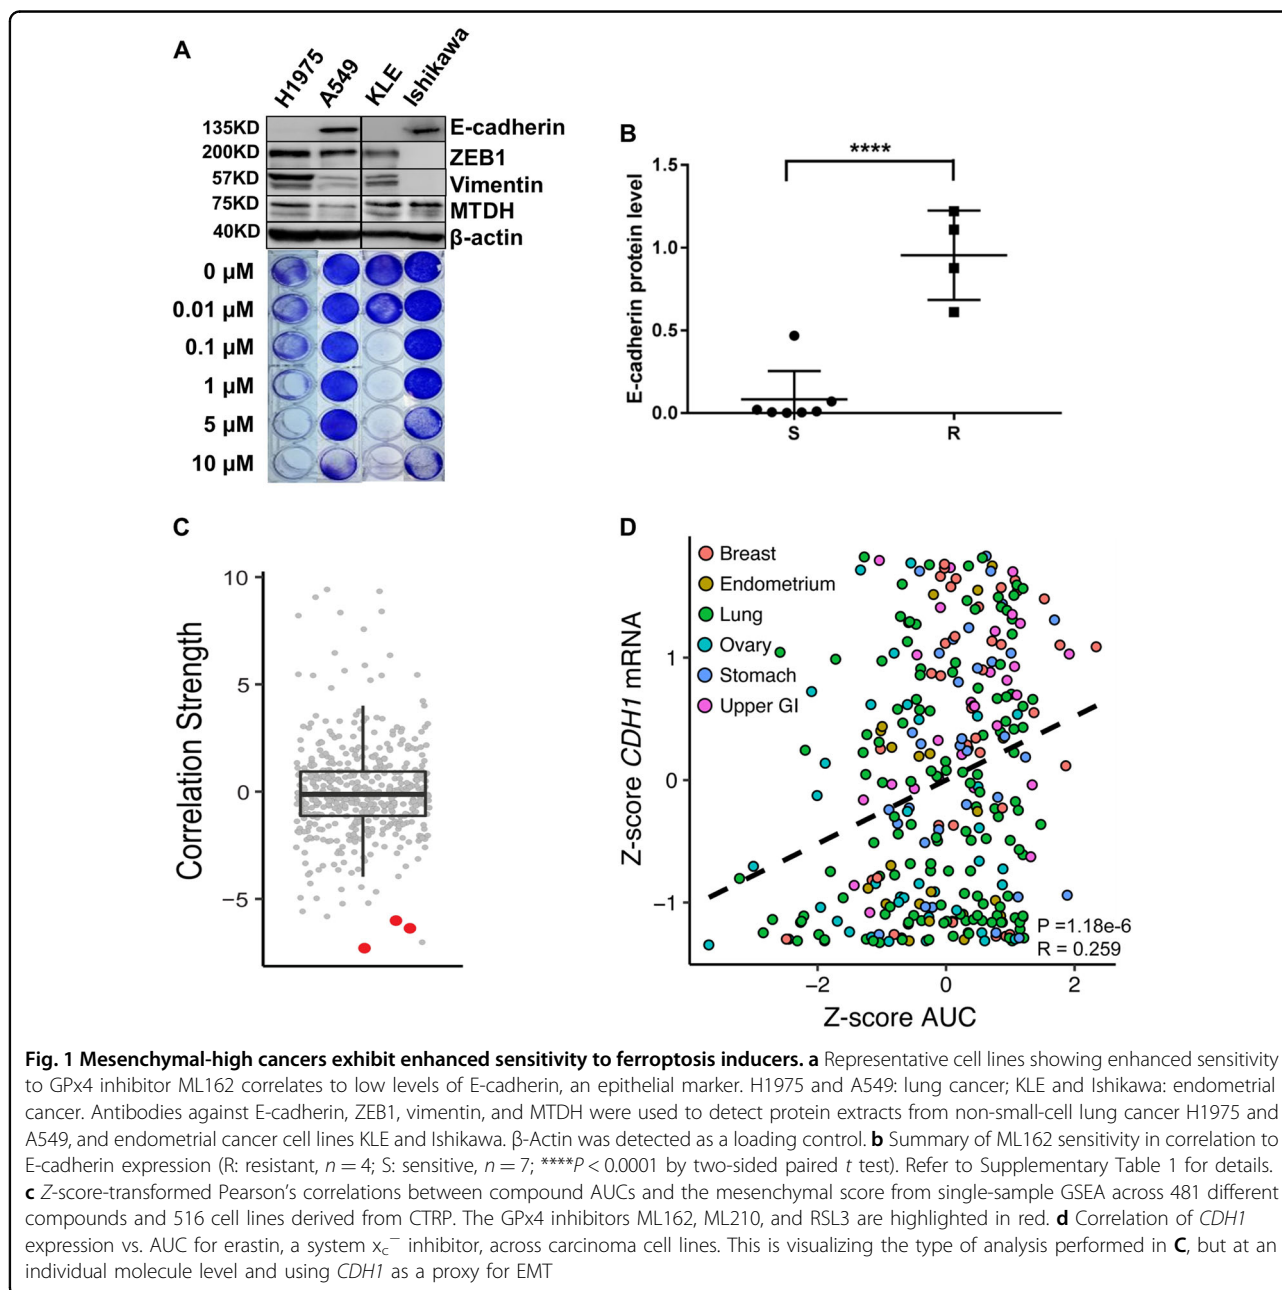 A
H1975
A549
KLE
Ishikawa
135KD
E-cadherin
200KD
ZEB1
57KD
Vimentin
75KD
MTDH
40KD
β-actin
0 μM
0.01 μM
0.1 μM
1 μM
5 μM
10 μM
B
****
E-cadherin protein level
1.5
1.0
0.5
0.0
S
R
C
Correlation Strength
10
5
0
−5
D
Breast
Endometrium
Lung
Ovary
Stomach
Upper GI
Z-score CDH1 mRNA
1
0
−1
P =1.18e-6
R = 0.259
−2
0
2
Z-score AUC
Fig. 1 Mesenchymal-high cancers exhibit enhanced sensitivity to ferroptosis inducers. a Representative cell lines showing enhanced sensitivity
to GPx4 inhibitor ML162 correlates to low levels of E-cadherin, an epithelial marker. H1975 and A549: lung cancer; KLE and Ishikawa: endometrial
cancer. Antibodies against E-cadherin, ZEB1, vimentin, and MTDH were used to detect protein extracts from non-small-cell lung cancer H1975 and
A549, and endometrial cancer cell lines KLE and Ishikawa. β-Actin was detected as a loading control. b Summary of ML162 sensitivity in correlation to
E-cadherin expression (R: resistant, n = 4; S: sensitive, n = 7; ****P < 0.0001 by two-sided paired t test). Refer to Supplementary Table 1 for details.
c Z-score-transformed Pearson's correlations between compound AUCs and the mesenchymal score from single-sample GSEA across 481 different
compounds and 516 cell lines derived from CTRP. The GPx4 inhibitors ML162, ML210, and RSL3 are highlighted in red. d Correlation of CDH1
expression vs. AUC for erastin, a system xc− inhibitor, across carcinoma cell lines. This is visualizing the type of analysis performed in C, but at an
individual molecule level and using CDH1 as a proxy for EMT